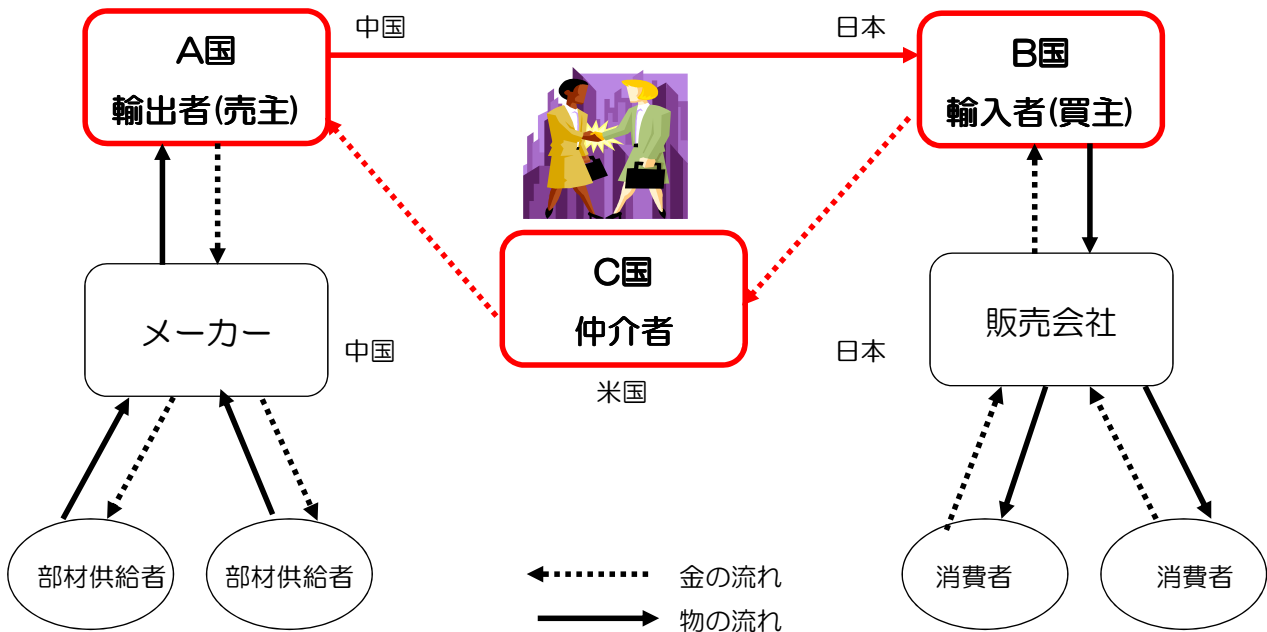 中国
日本
A国
輸出者(売主)
B国
輸入者(買主)
C国
仲介者
米国
メーカー
中国
日本
販売会社
部材供給者
部材供給者
消費者
消費者
金の流れ
物の流れ